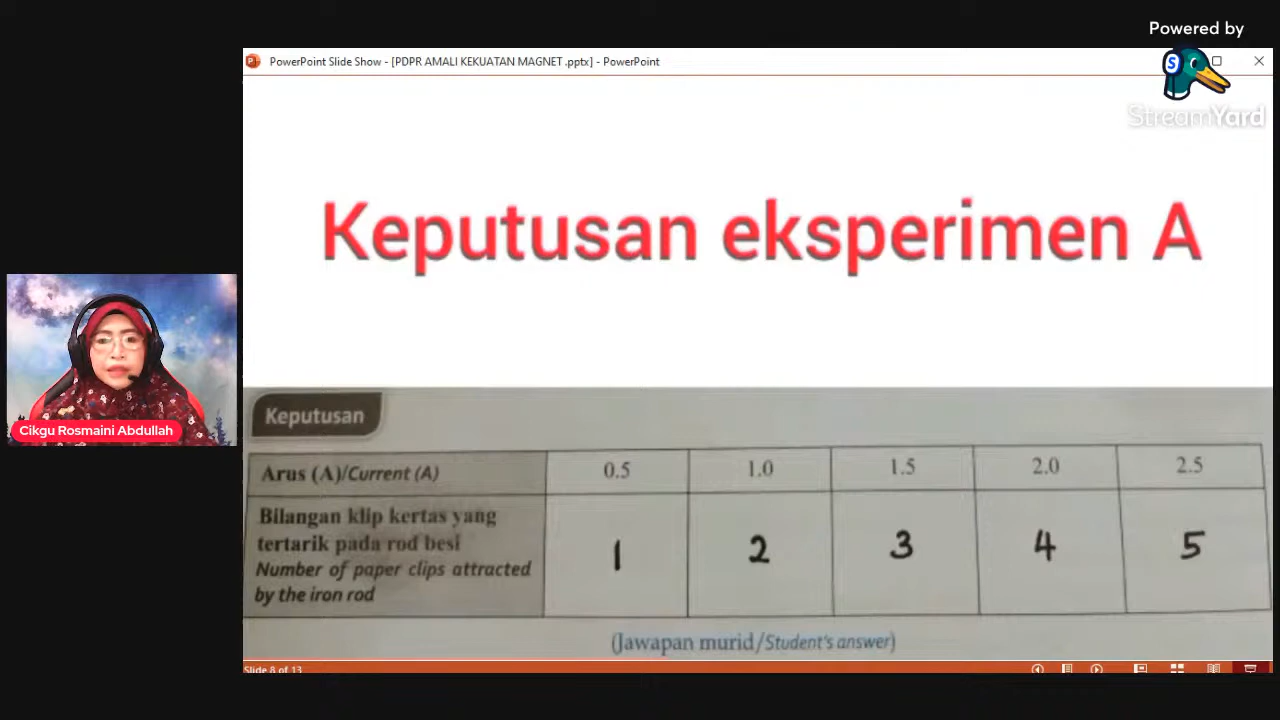 Powered by
StreamYard
PowerPoint Slide Show - [PDPR AMALI KEKUATAN MAGNET .pptx] - PowerPoint
Keputusan eksperimen A
Cikgu Rosmaini Abdullah
Keputusan
Arus (A)/Current (A) 0.5 1.0 1.5 2.0 2.5
Bilangan klip kertas yang
tertarik pada rod besi
Number of paper clips attracted
by the iron rod
1 2 3 4 5
(Jawapan murid/Student's answer)
Slide 8 of 13